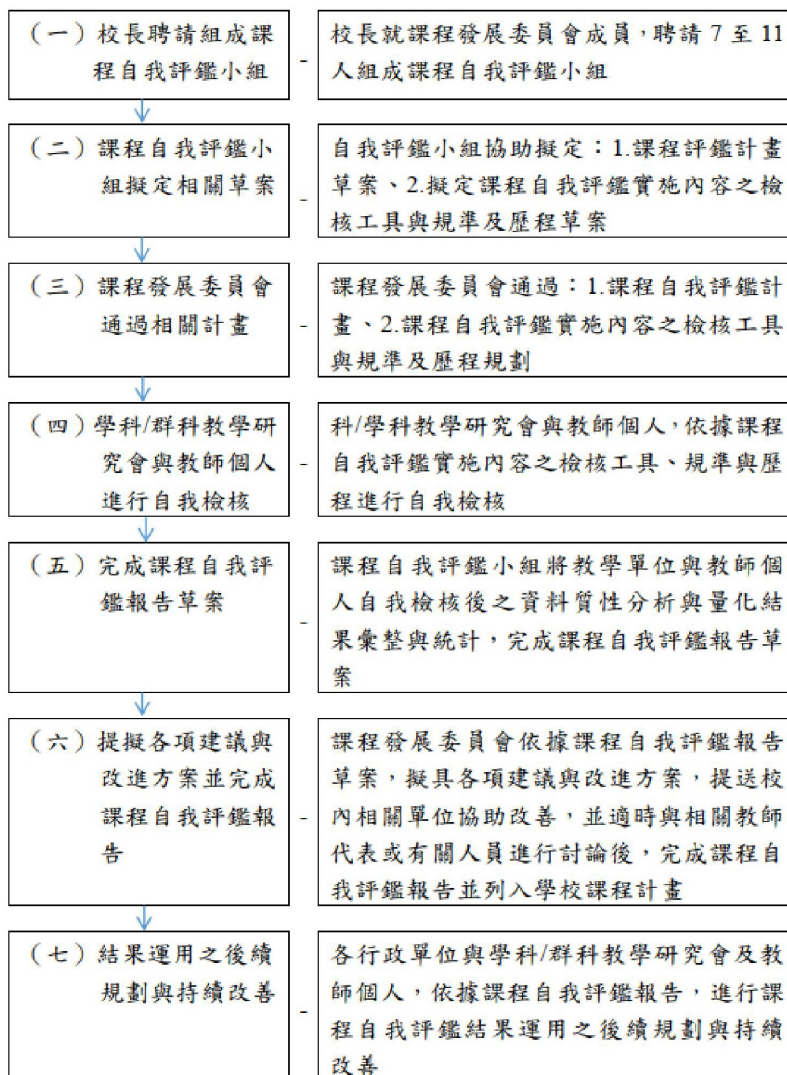 （一）校長聘請組成課
程自我評鑑小組
-
校長就課程發展委員會成員，聘請 7 至 11
人組成課程自我評鑑小組
（二）課程自我評鑑小
組擬定相關草案
-
自我評鑑小組協助擬定：1.課程評鑑計畫
草案、2.擬定課程自我評鑑實施內容之檢
核工具與規準及歷程草案
（三）課程發展委員會
通過相關計畫
-
課程發展委員會通過：1.課程自我評鑑計
畫、2.課程自我評鑑實施內容之檢核工具
與規準及歷程規劃
（四）學科/群科教學研
究會與教師個人
進行自我檢核
-
科/學科教學研究會與教師個人，依據課程
自我評鑑實施內容之檢核工具、規準與歷
程進行自我檢核
（五）完成課程自我評
鑑報告草案
-
課程自我評鑑小組將教學單位與教師個
人自我檢核後之資料質性分析與量化結
果彙整與統計，完成課程自我評鑑報告草
案
（六）提擬各項建議與
改進方案並完成
課程自我評鑑報
告
-
課程發展委員會依據課程自我評鑑報告
草案，擬具各項建議與改進方案，提送校
內相關單位協助改善，並適時與相關教師
代表或有關人員進行討論後，完成課程自
我評鑑報告並列入學校課程計畫
（七）結果運用之後續
規劃與持續改善
-
各行政單位與學科/群科教學研究會及教
師個人，依據課程自我評鑑報告，進行課
程自我評鑑結果運用之後續規劃與持續
改善